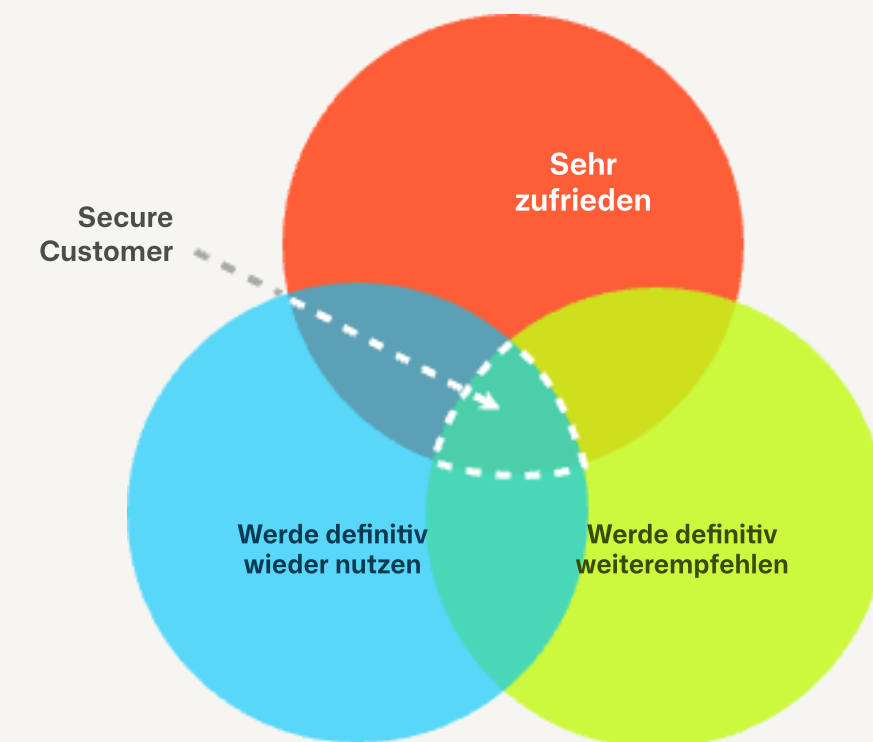 Sehr
zufrieden
Secure
Customer
Werde definitiv
wieder nutzen
Werde definitiv
weiterempfehlen